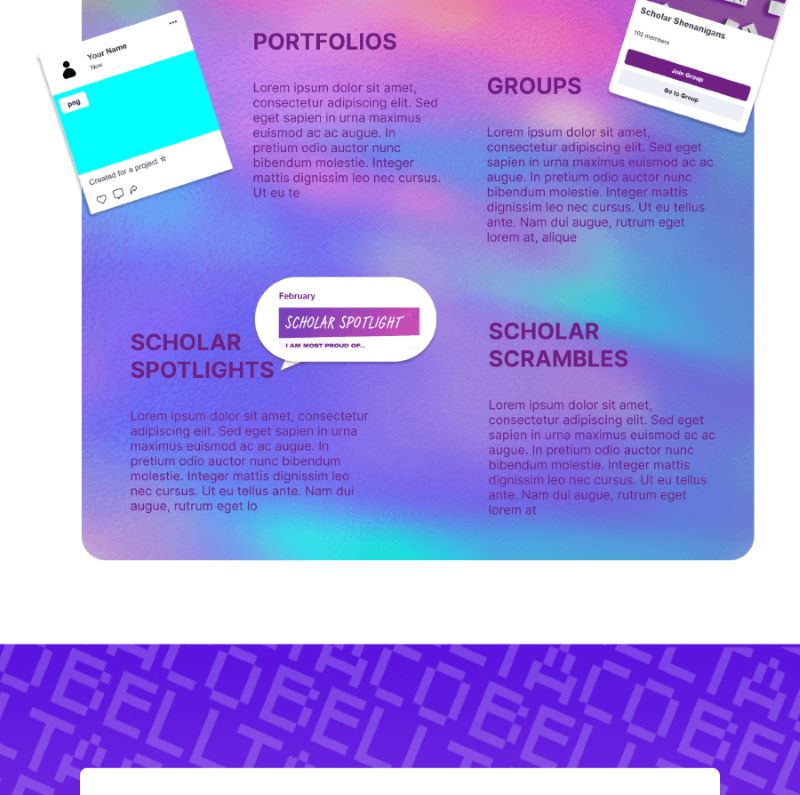 Your Name
Now
png
Created for a project ☆
PORTFOLIOS
Lorem ipsum dolor sit amet,
consectetur adipiscing elit. Sed
eget sapien in urna maximus
euismod ac ac augue. In
pretium odio auctor nunc
bibendum molestie. Integer
mattis dignissim leo nec cursus.
Ut eu te
Scholar Shenanigans
102 members
Join Group
Go to Group
GROUPS
Lorem ipsum dolor sit amet,
consectetur adipiscing elit. Sed eget
sapien in urna maximus euismod ac ac
augue. In pretium odio auctor nunc
bibendum molestie. Integer mattis
dignissim leo nec cursus. Ut eu tellus
ante. Nam dui augue, rutrum eget
lorem at, alique
February
SCHOLAR SPOTLIGHT
I AM MOST PROUD OF...
SCHOLAR
SPOTLIGHTS
Lorem ipsum dolor sit amet, consectetur
adipiscing elit. Sed eget sapien in urna
maximus euismod ac ac augue. In
pretium odio auctor nunc bibendum
molestie. Integer mattis dignissim leo
nec cursus. Ut eu tellus ante. Nam dui
augue, rutrum eget lo
SCHOLAR
SCRAMBLES
Lorem ipsum dolor sit amet,
consectetur adipiscing elit. Sed eget
sapien in urna maximus euismod ac ac
augue. In pretium odio auctor nunc
bibendum molestie. Integer mattis
dignissim leo nec cursus. Ut eu tellus
ante. Nam dui augue, rutrum eget
lorem at